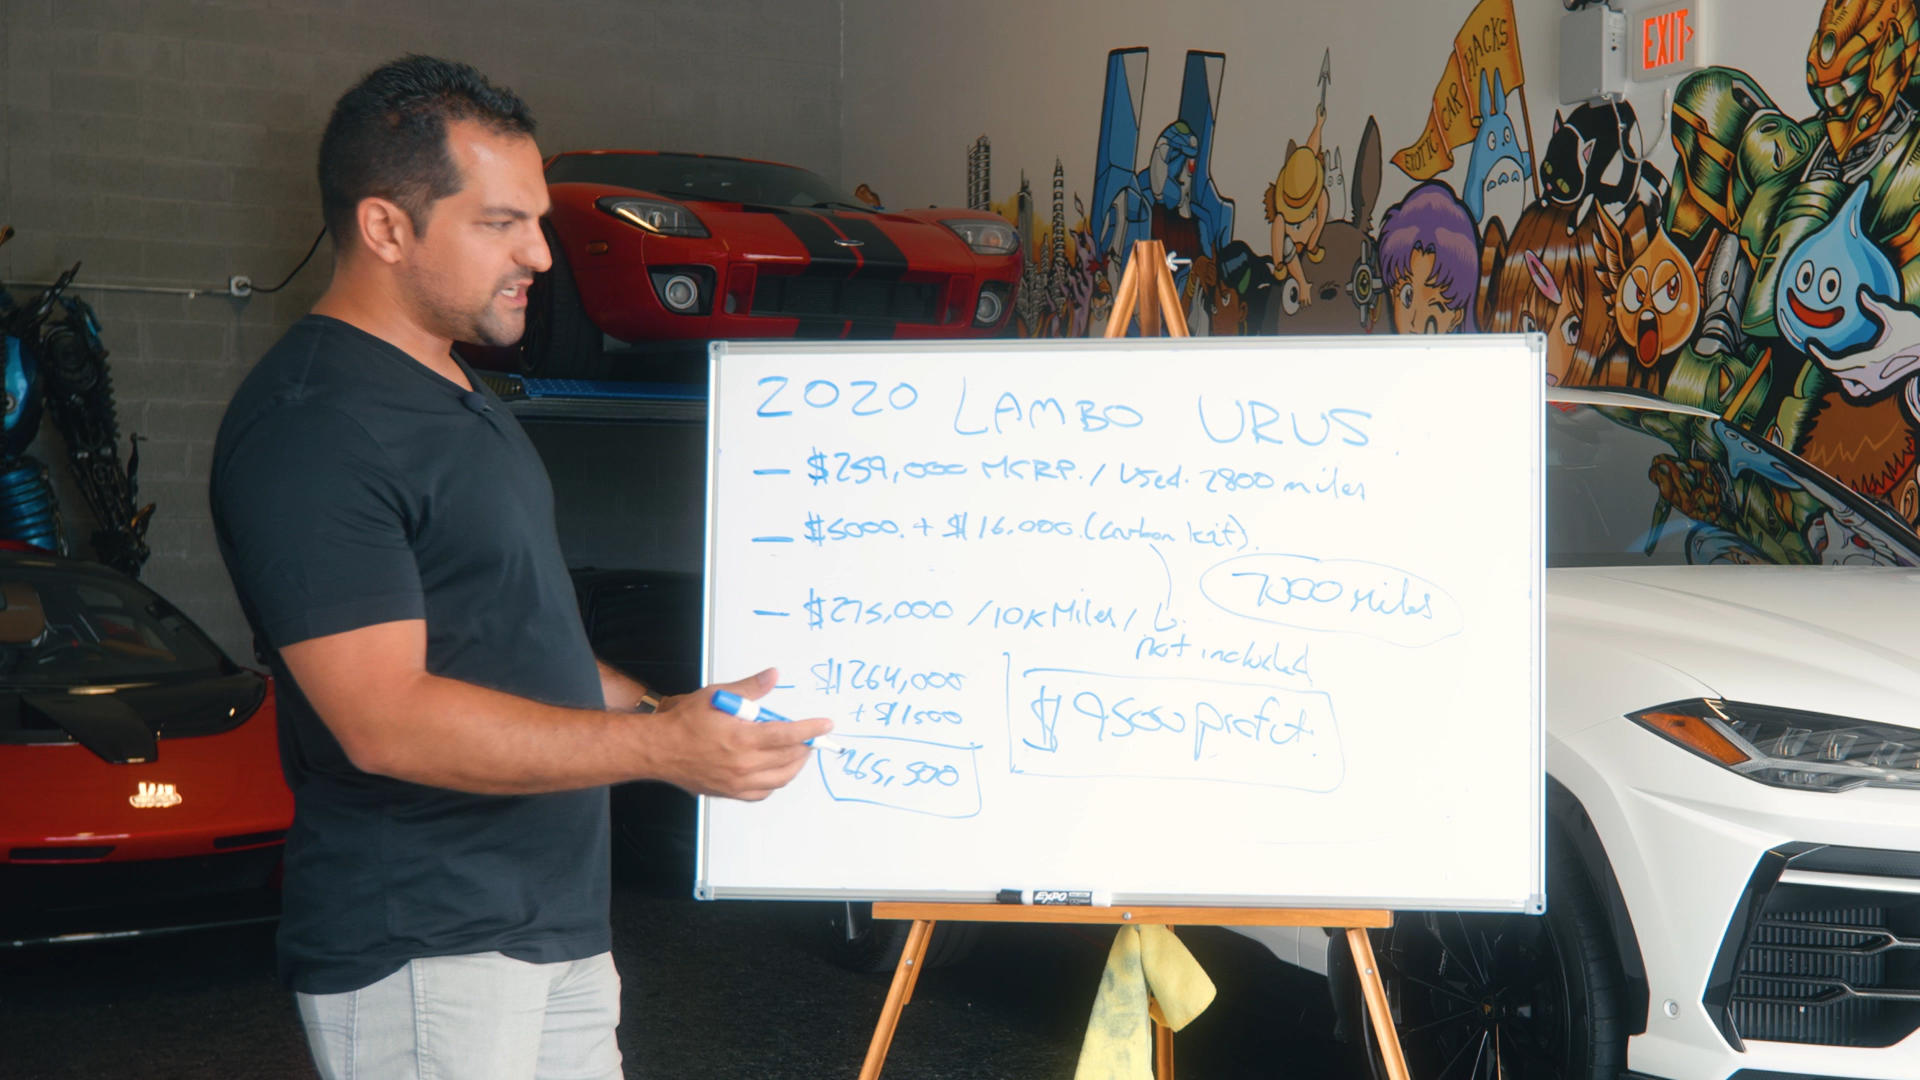 EXIT
EXOTIC CAR HACKS
2020 LAMBO URUS
— $259,000 MSRP. / Used. 2800 miles
— $5000. + $16.000.(carbon kit).
7000 Miles
— $275,000 /10K Miles/
not included
— $264,000
+ $1500
265,500
$9500 profit.
EXPO